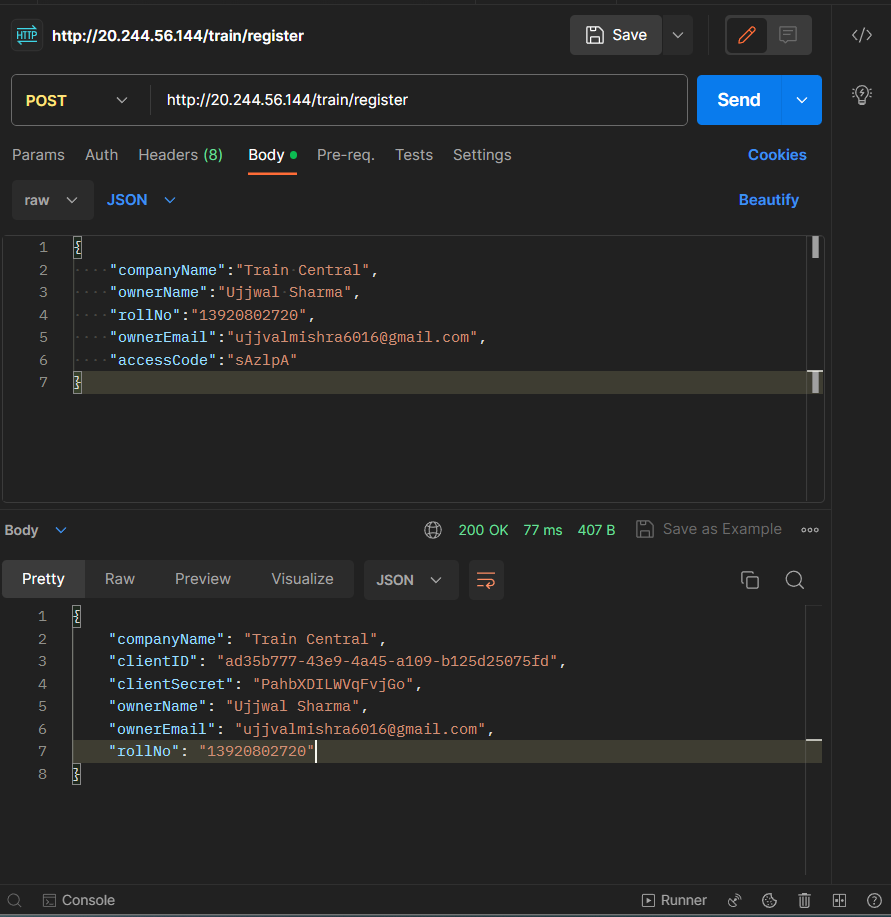 HTTP http://20.244.56.144/train/register Save
POST http://20.244.56.144/train/register Send
Params Auth Headers (8) Body Pre-req. Tests Settings Cookies
raw JSON Beautify
1 {
2 "companyName":"Train Central",
3 "ownerName":"Ujjwal Sharma",
4 "rollNo":"13920802720",
5 "ownerEmail":"ujjvalmishra6016@gmail.com",
6 "accessCode":"sAzlpA"
7 }
Body 200 OK 77 ms 407 B Save as Example
Pretty Raw Preview Visualize JSON
1 {
2 "companyName": "Train Central",
3 "clientID": "ad35b777-43e9-4a45-a109-b125d25075fd",
4 "clientSecret": "PahbXDILWVqFvjGo",
5 "ownerName": "Ujjwal Sharma",
6 "ownerEmail": "ujjvalmishra6016@gmail.com",
7 "rollNo": "13920802720"
8 }
Console Runner